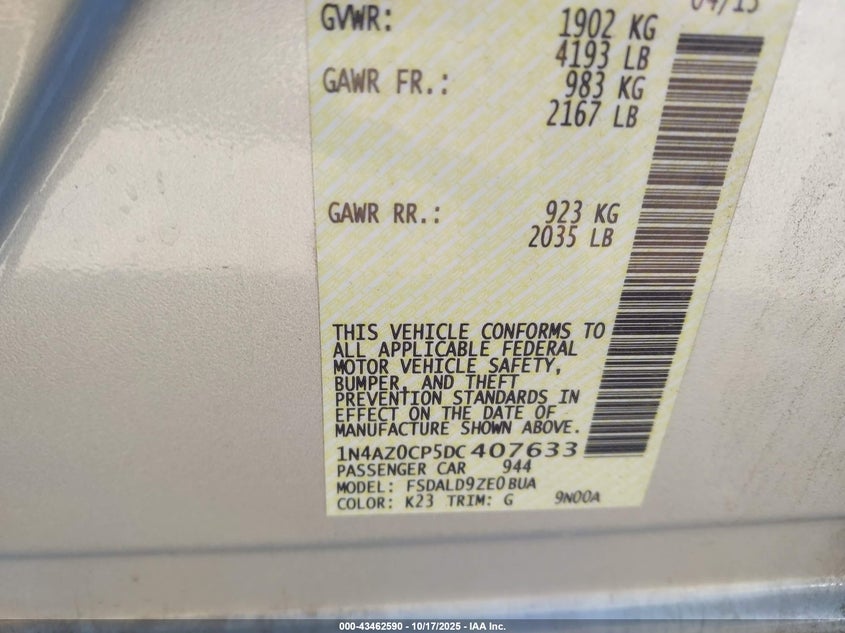 04/13
GVWR: 1902 KG
4193 LB
GAWR FR.: 983 KG
2167 LB
GAWR RR.: 923 KG
2035 LB
THIS VEHICLE CONFORMS TO
ALL APPLICABLE FEDERAL
MOTOR VEHICLE SAFETY,
BUMPER, AND THEFT
PREVENTION STANDARDS IN
EFFECT ON THE DATE OF
MANUFACTURE SHOWN ABOVE.
1N4AZ0CP5DC407633
PASSENGER CAR 944
MODEL: FSDALD9ZE0BUA
COLOR: K23 TRIM: G 9N00A
000-43462590 - 10/17/2025 - IAA Inc.